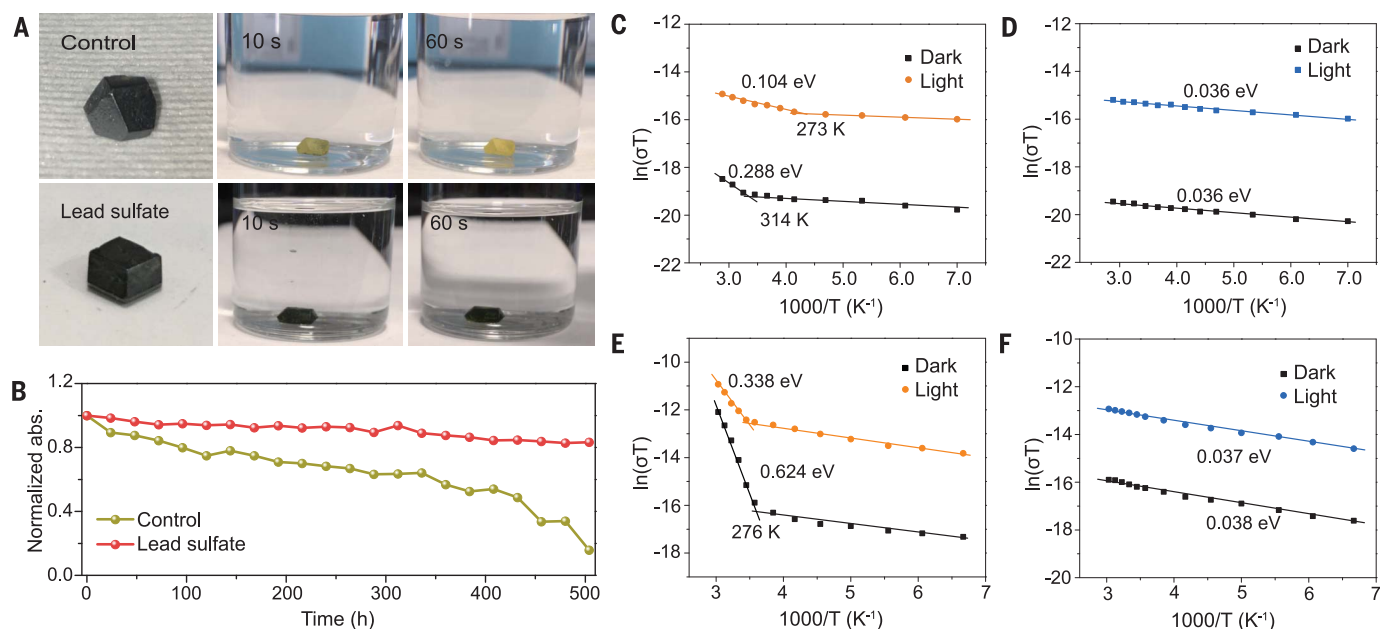 A
Control
10 s
60 s
Lead sulfate
10 s
60 s
B
Normalized abs.
1.2
0.8
0.4
0.0
Control
Lead sulfate
0
100
200
300
400
500
Time (h)
C
ln(σT)
-12
-14
-16
-18
-20
-22
Dark
Light
0.104 eV
273 K
0.288 eV
314 K
3.0
4.0
5.0
6.0
7.0
1000/T (K⁻¹)
D
ln(σT)
-12
-14
-16
-18
-20
-22
Dark
Light
0.036 eV
0.036 eV
3.0
4.0
5.0
6.0
7.0
1000/T (K⁻¹)
E
ln(σT)
-10
-12
-14
-16
-18
Dark
Light
0.338 eV
0.624 eV
276 K
3
4
5
6
7
1000/T (K⁻¹)
F
ln(σT)
-10
-12
-14
-16
-18
-20
Dark
Light
0.037 eV
0.038 eV
3
4
5
6
7
1000/T (K⁻¹)